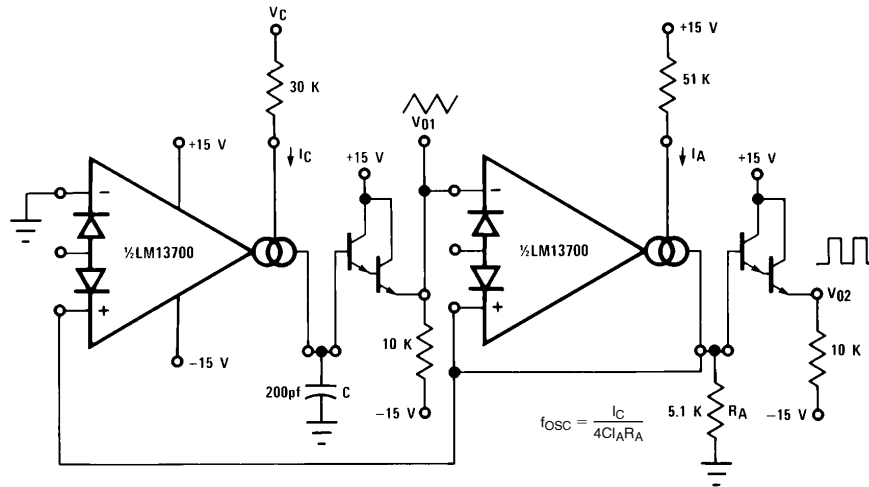 VC
30 K
+15 V
IC
-
½LM13700
+
–15 V
200pf
C
+15 V
VO1
10 K
–15 V
-
½LM13700
+
+15 V
51 K
IA
+15 V
VO2
10 K
–15 V
5.1 K
RA
fOSC = IC / 4CIARA